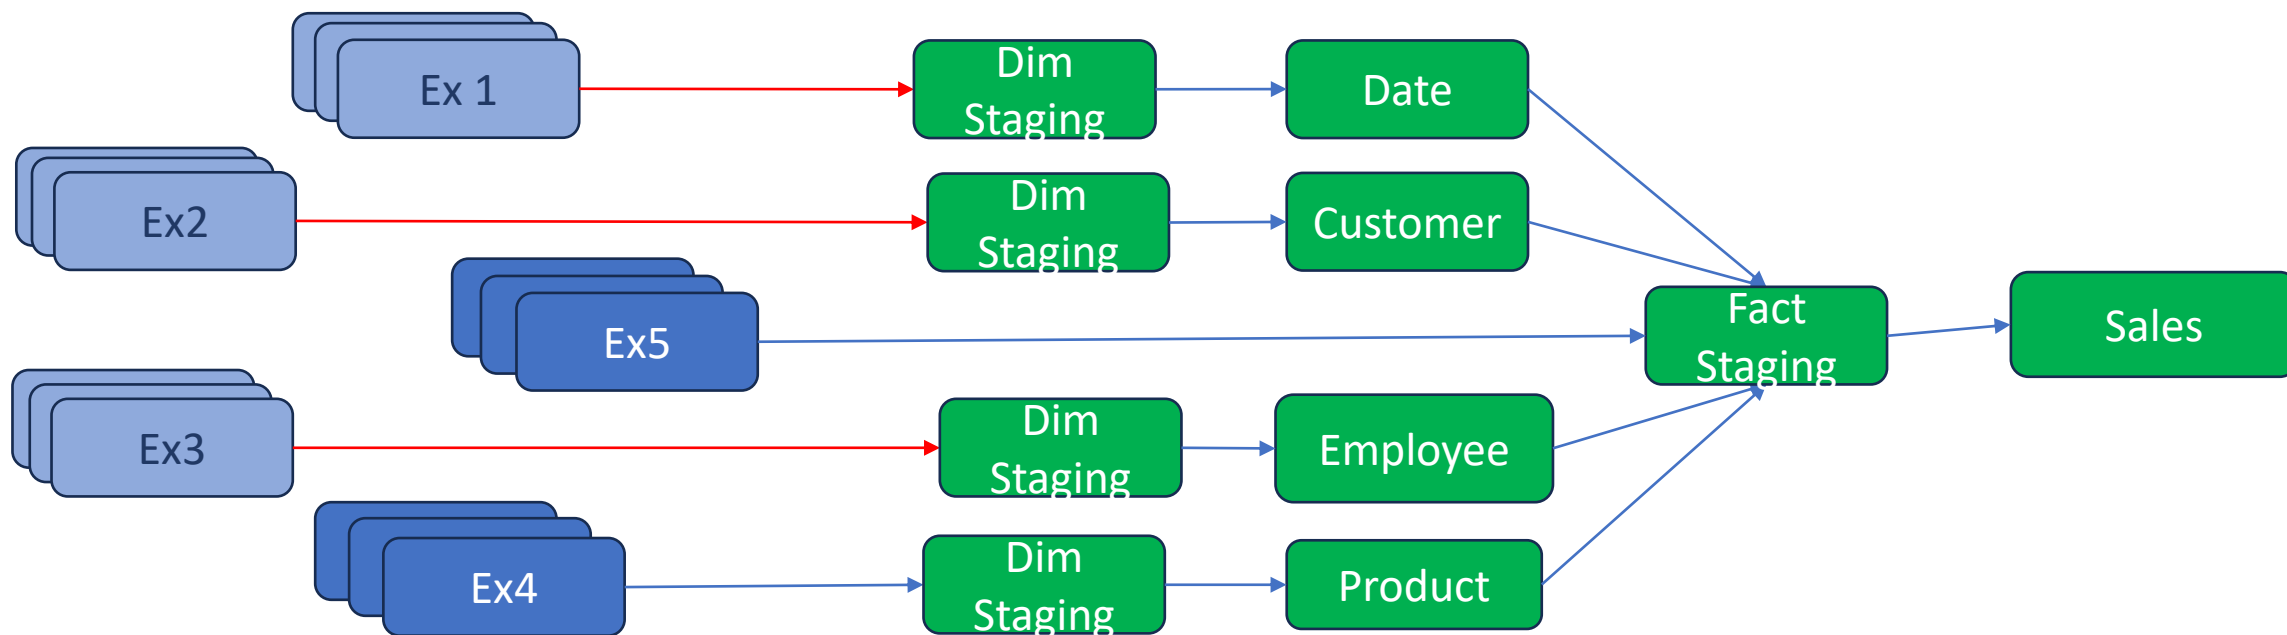 Ex 1
Dim
Staging
Date
Ex2
Dim
Staging
Customer
Ex5
Fact
Staging
Sales
Ex3
Dim
Staging
Employee
Ex4
Dim
Staging
Product